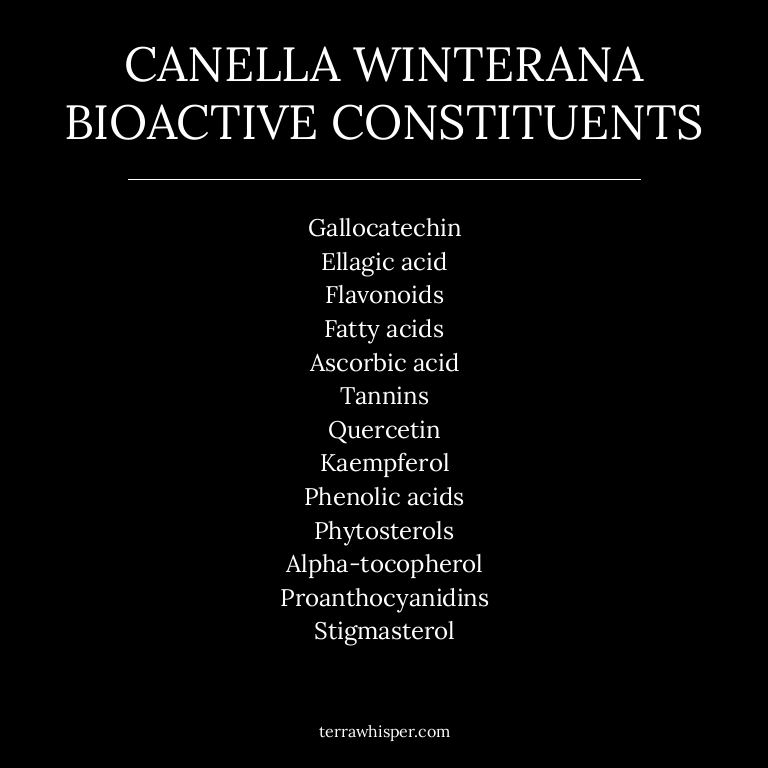 CANELLA WINTERANA
BIOACTIVE CONSTITUENTS
Gallocatechin
Ellagic acid
Flavonoids
Fatty acids
Ascorbic acid
Tannins
Quercetin
Kaempferol
Phenolic acids
Phytosterols
Alpha-tocopherol
Proanthocyanidins
Stigmasterol
terrawhisper.com